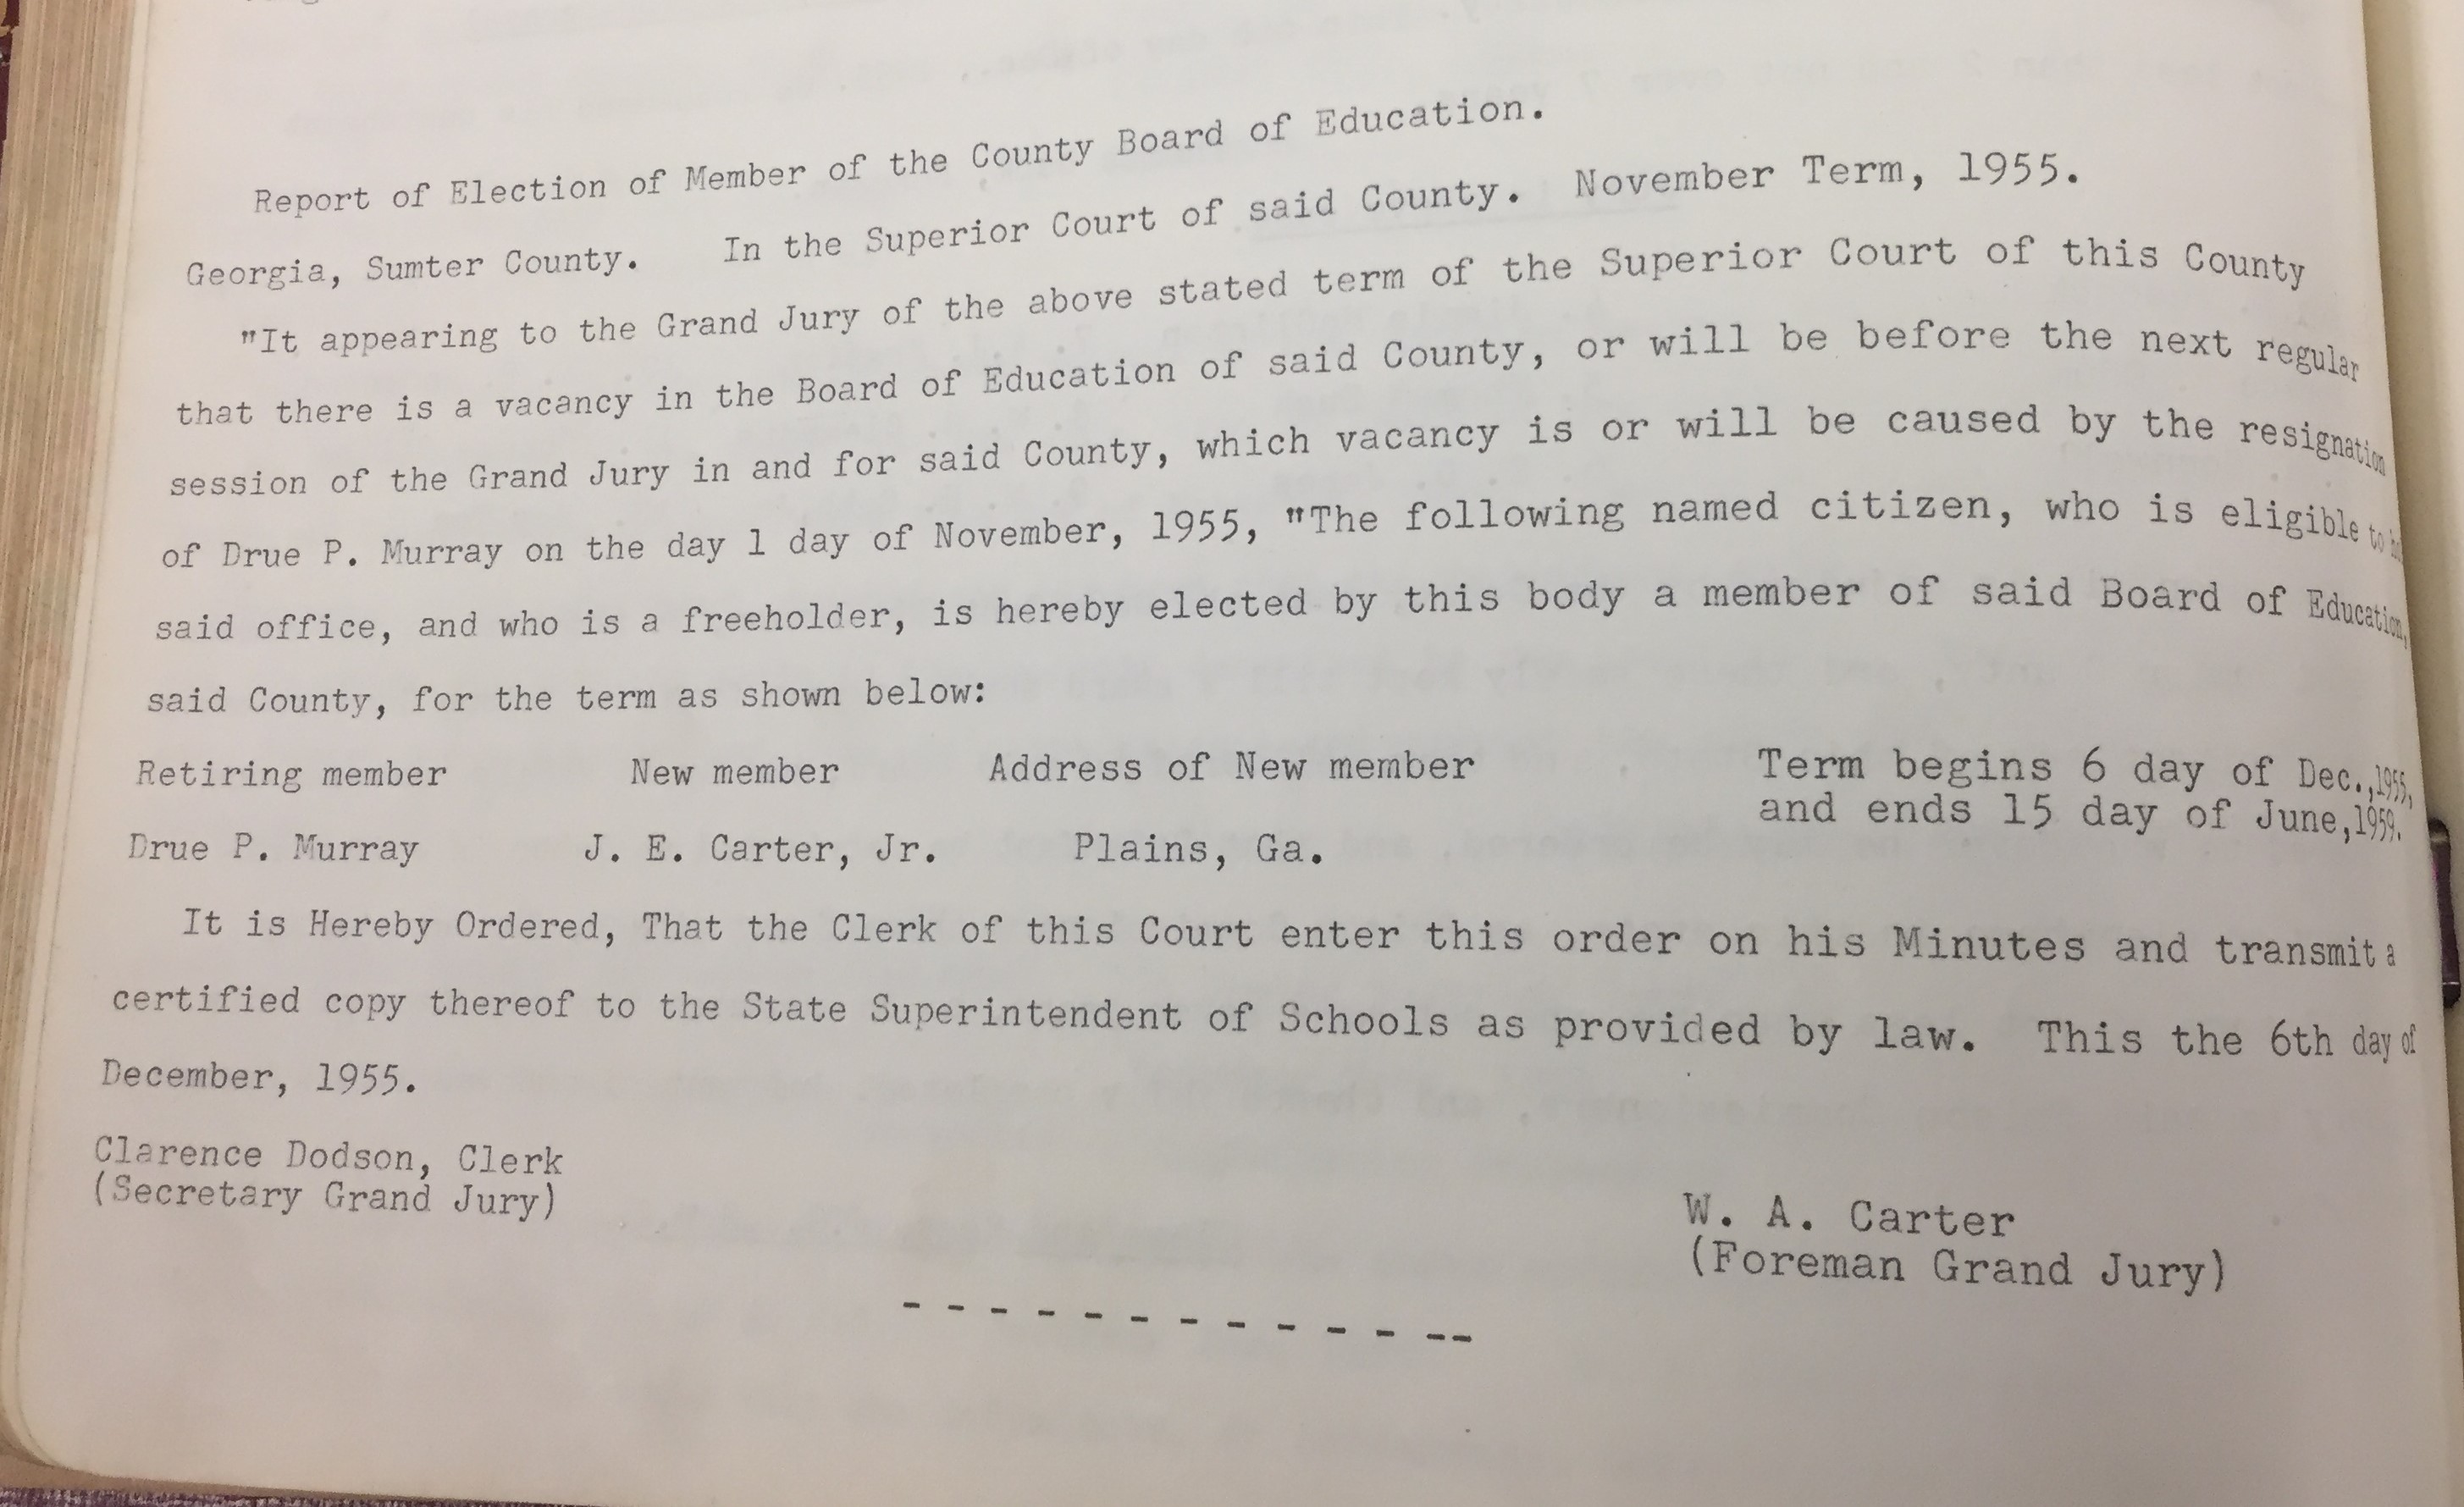 Report of Election of Member of the County Board of Education.
Georgia, Sumter County. In the Superior Court of said County. November Term, 1955.
"It appearing to the Grand Jury of the above stated term of the Superior Court of this County
that there is a vacancy in the Board of Education of said County, or will be before the next regular
session of the Grand Jury in and for said County, which vacancy is or will be caused by the resignation
of Drue P. Murray on the day 1 day of November, 1955, "The following named citizen, who is eligible to
said office, and who is a freeholder, is hereby elected by this body a member of said Board of Education,
said County, for the term as shown below:
Retiring member New member Address of New member Term begins 6 day of Dec.,1955,
and ends 15 day of June,1959.
Drue P. Murray J. E. Carter, Jr. Plains, Ga.
It is Hereby Ordered, That the Clerk of this Court enter this order on his Minutes and transmit a
certified copy thereof to the State Superintendent of Schools as provided by law. This the 6th day of
December, 1955.
Clarence Dodson, Clerk
(Secretary Grand Jury)
W. A. Carter
(Foreman Grand Jury)
- - - - - - - - - - - --